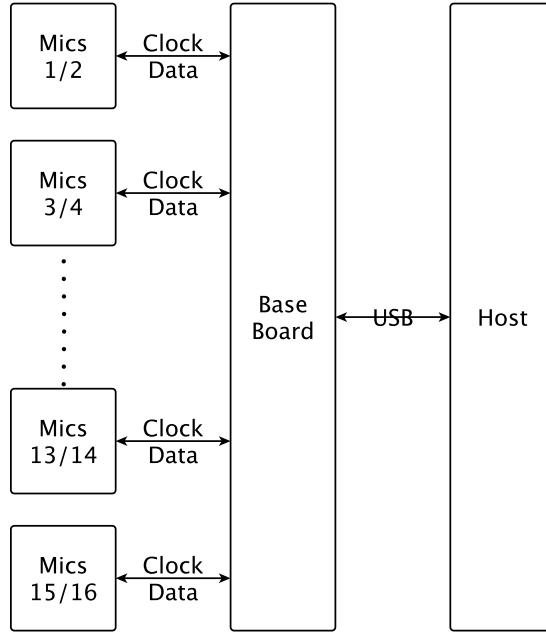 Mics
1/2
Clock
Data
Mics
3/4
Clock
Data
Base
Board
USB
Host
Mics
13/14
Clock
Data
Mics
15/16
Clock
Data